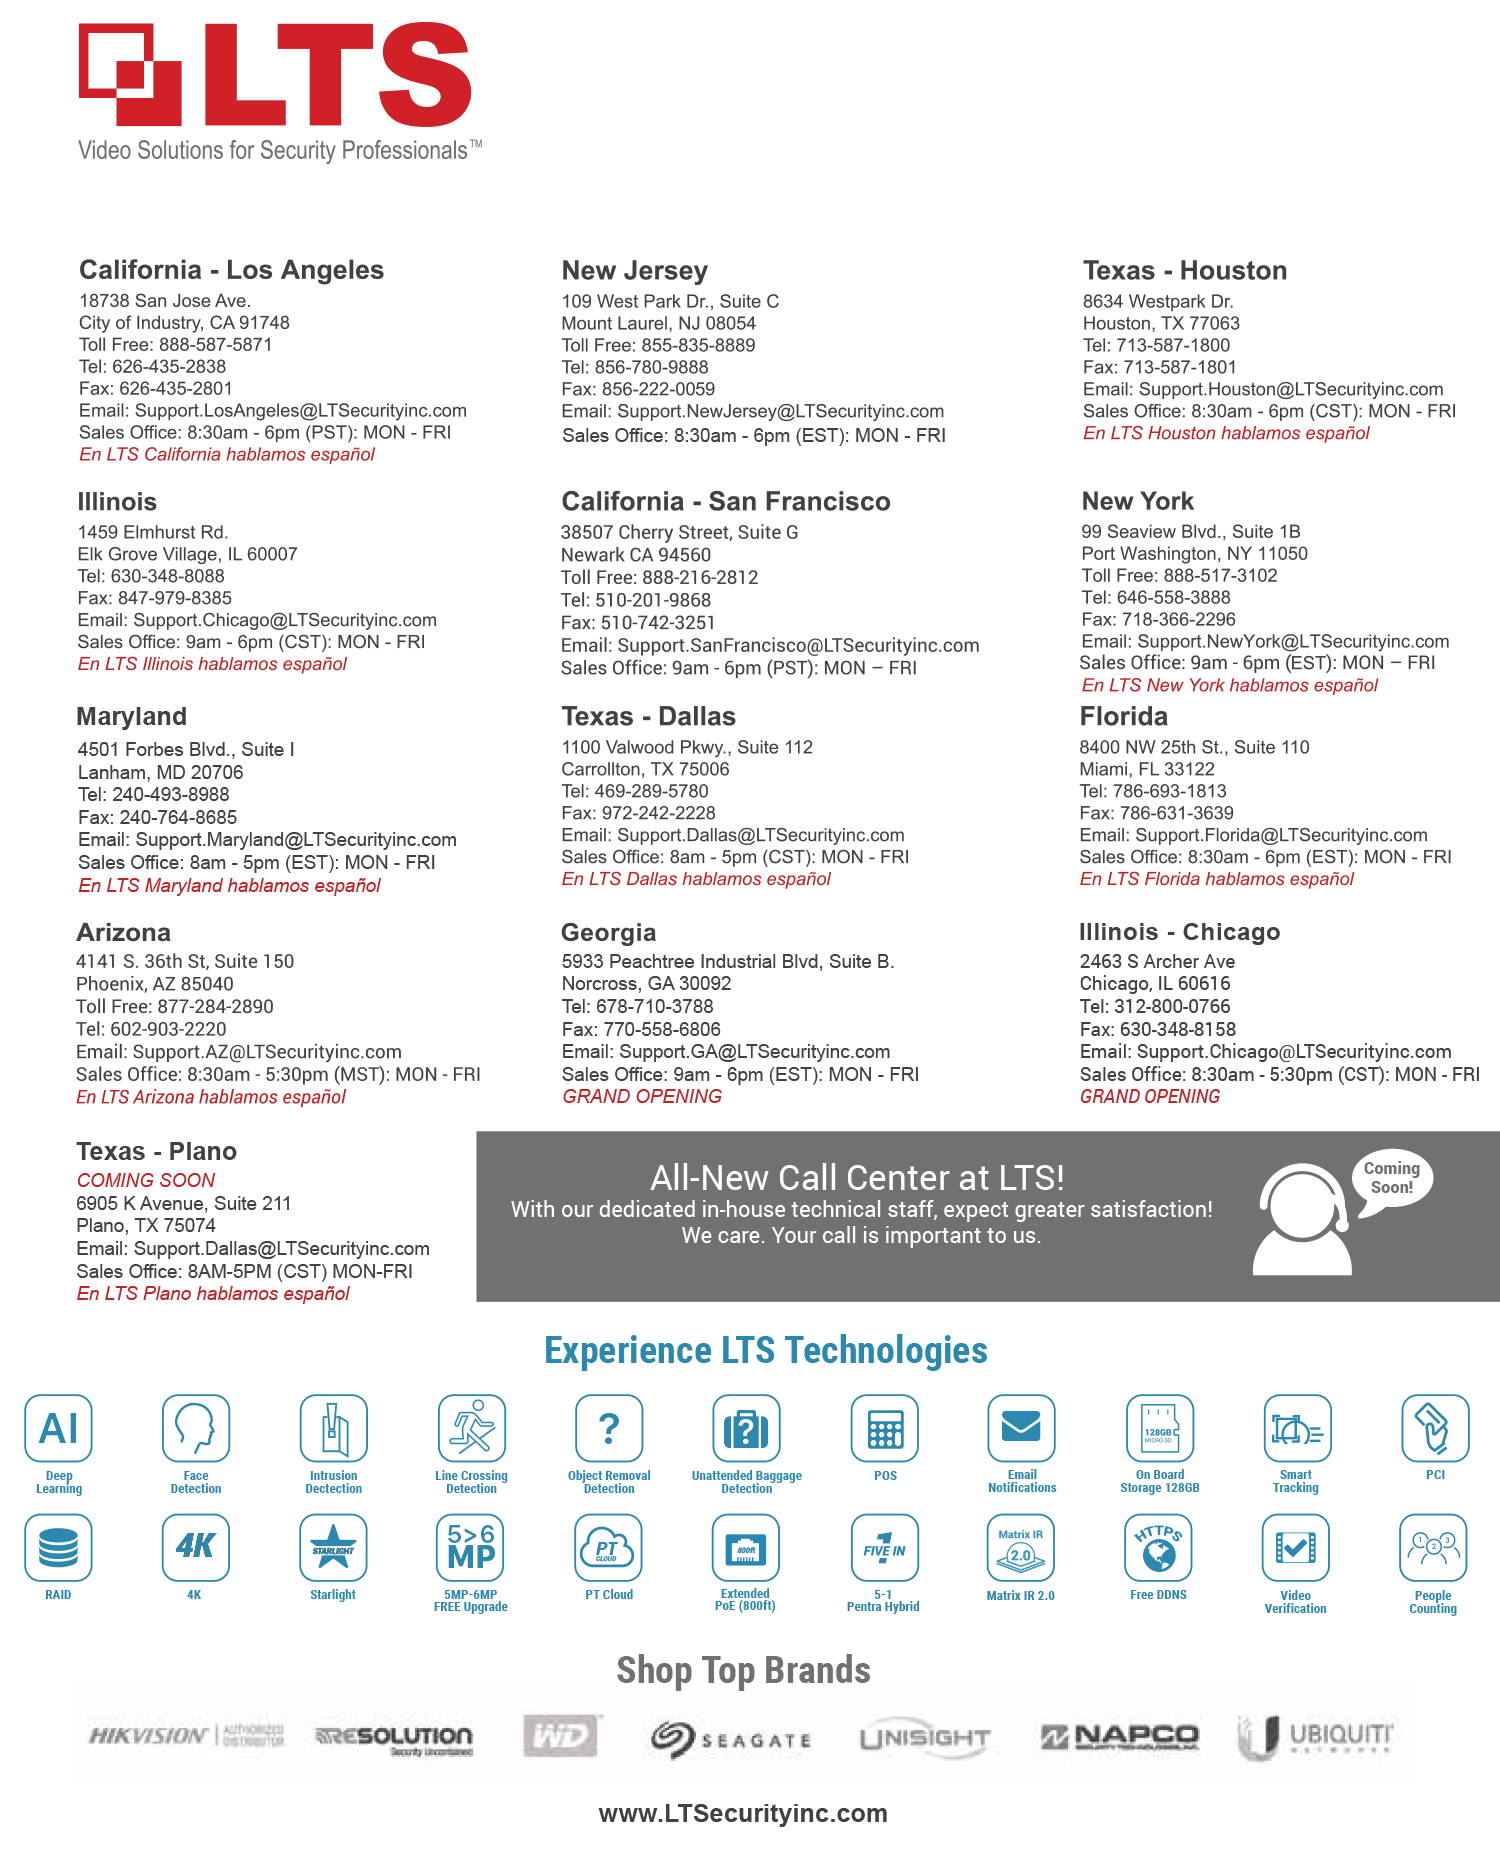 LTS
Video Solutions for Security Professionals™
California - Los Angeles
18738 San Jose Ave.
City of Industry, CA 91748
Toll Free: 888-587-5871
Tel: 626-435-2838
Fax: 626-435-2801
Email: Support.LosAngeles@LTSecurityinc.com
Sales Office: 8:30am - 6pm (PST): MON - FRI
En LTS California hablamos español
New Jersey
109 West Park Dr., Suite C
Mount Laurel, NJ 08054
Toll Free: 855-835-8889
Tel: 856-780-9888
Fax: 856-222-0059
Email: Support.NewJersey@LTSecurityinc.com
Sales Office: 8:30am - 6pm (EST): MON - FRI
Texas - Houston
8634 Westpark Dr.
Houston, TX 77063
Tel: 713-587-1800
Fax: 713-587-1801
Email: Support.Houston@LTSecurityinc.com
Sales Office: 8:30am - 6pm (CST): MON - FRI
En LTS Houston hablamos español
Illinois
1459 Elmhurst Rd.
Elk Grove Village, IL 60007
Tel: 630-348-8088
Fax: 847-979-8385
Email: Support.Chicago@LTSecurityinc.com
Sales Office: 9am - 6pm (CST): MON - FRI
En LTS Illinois hablamos español
California - San Francisco
38507 Cherry Street, Suite G
Newark CA 94560
Toll Free: 888-216-2812
Tel: 510-201-9868
Fax: 510-742-3251
Email: Support.SanFrancisco@LTSecurityinc.com
Sales Office: 9am - 6pm (PST): MON – FRI
New York
99 Seaview Blvd., Suite 1B
Port Washington, NY 11050
Toll Free: 888-517-3102
Tel: 646-558-3888
Fax: 718-366-2296
Email: Support.NewYork@LTSecurityinc.com
Sales Office: 9am - 6pm (EST): MON – FRI
En LTS New York hablamos español
Maryland
4501 Forbes Blvd., Suite I
Lanham, MD 20706
Tel: 240-493-8988
Fax: 240-764-8685
Email: Support.Maryland@LTSecurityinc.com
Sales Office: 8am - 5pm (EST): MON - FRI
En LTS Maryland hablamos español
Texas - Dallas
1100 Valwood Pkwy., Suite 112
Carrollton, TX 75006
Tel: 469-289-5780
Fax: 972-242-2228
Email: Support.Dallas@LTSecurityinc.com
Sales Office: 8am - 5pm (CST): MON - FRI
En LTS Dallas hablamos español
Florida
8400 NW 25th St., Suite 110
Miami, FL 33122
Tel: 786-693-1813
Fax: 786-631-3639
Email: Support.Florida@LTSecurityinc.com
Sales Office: 8:30am - 6pm (EST): MON - FRI
En LTS Florida hablamos español
Arizona
4141 S. 36th St, Suite 150
Phoenix, AZ 85040
Toll Free: 877-284-2890
Tel: 602-903-2220
Email: Support.AZ@LTSecurityinc.com
Sales Office: 8:30am - 5:30pm (MST): MON - FRI
En LTS Arizona hablamos español
Georgia
5933 Peachtree Industrial Blvd, Suite B.
Norcross, GA 30092
Tel: 678-710-3788
Fax: 770-558-6806
Email: Support.GA@LTSecurityinc.com
Sales Office: 9am - 6pm (EST): MON - FRI
GRAND OPENING
Illinois - Chicago
2463 S Archer Ave
Chicago, IL 60616
Tel: 312-800-0766
Fax: 630-348-8158
Email: Support.Chicago@LTSecurityinc.com
Sales Office: 8:30am - 5:30pm (CST): MON - FRI
GRAND OPENING
Texas - Plano
COMING SOON
6905 K Avenue, Suite 211
Plano, TX 75074
Email: Support.Dallas@LTSecurityinc.com
Sales Office: 8AM-5PM (CST) MON-FRI
En LTS Plano hablamos español
All-New Call Center at LTS!
With our dedicated in-house technical staff, expect greater satisfaction!
We care. Your call is important to us.
Coming
Soon!
Experience LTS Technologies
AI
Deep
Learning
Face
Detection
Intrusion
Dectection
Line Crossing
Detection
?
Object Removal
Detection
?
Unattended Baggage
Detection
POS
Email
Notifications
128GB
MICRO SD
On Board
Storage 128GB
Smart
Tracking
PCI
RAID
4K
4K
STARLIGHT
Starlight
5>6
MP
5MP-6MP
FREE Upgrade
PT
CLOUD
PT Cloud
800ft
Extended
PoE (800ft)
FIVE IN 1
5-1
Pentra Hybrid
Matrix IR
2.0
Matrix IR 2.0
HTTPS
Free DDNS
Video
Verification
1 2 3
People
Counting
Shop Top Brands
HIKVISION AUTHORIZED
DISTRIBUTOR
RESOLUTION
Security Uncontained
WD
SEAGATE
UNISIGHT
NAPCO
SECURITY TECHNOLOGIES, INC.
UBIQUITI
NETWORKS
www.LTSecurityinc.com